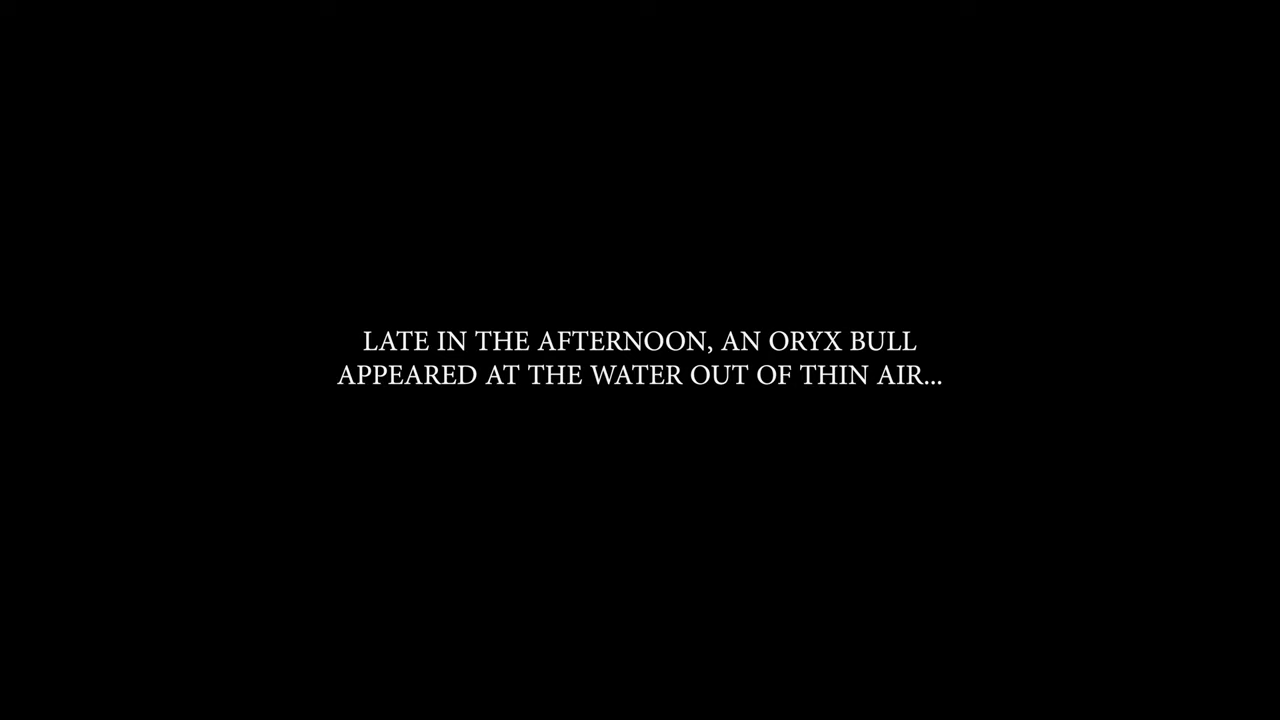 LATE IN THE AFTERNOON, AN ORYX BULL
APPEARED AT THE WATER OUT OF THIN AIR...